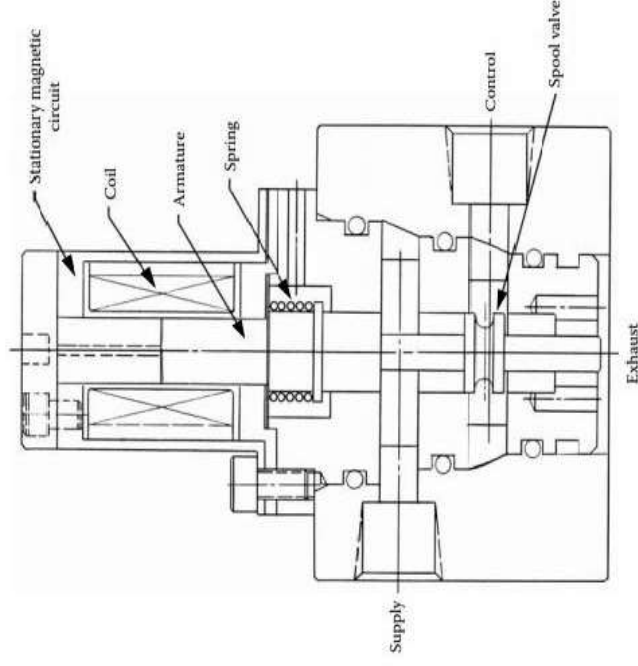 Stationary magnetic
circuit
Coil
Armature
Spring
Control
Spool valve
Supply
Exhaust